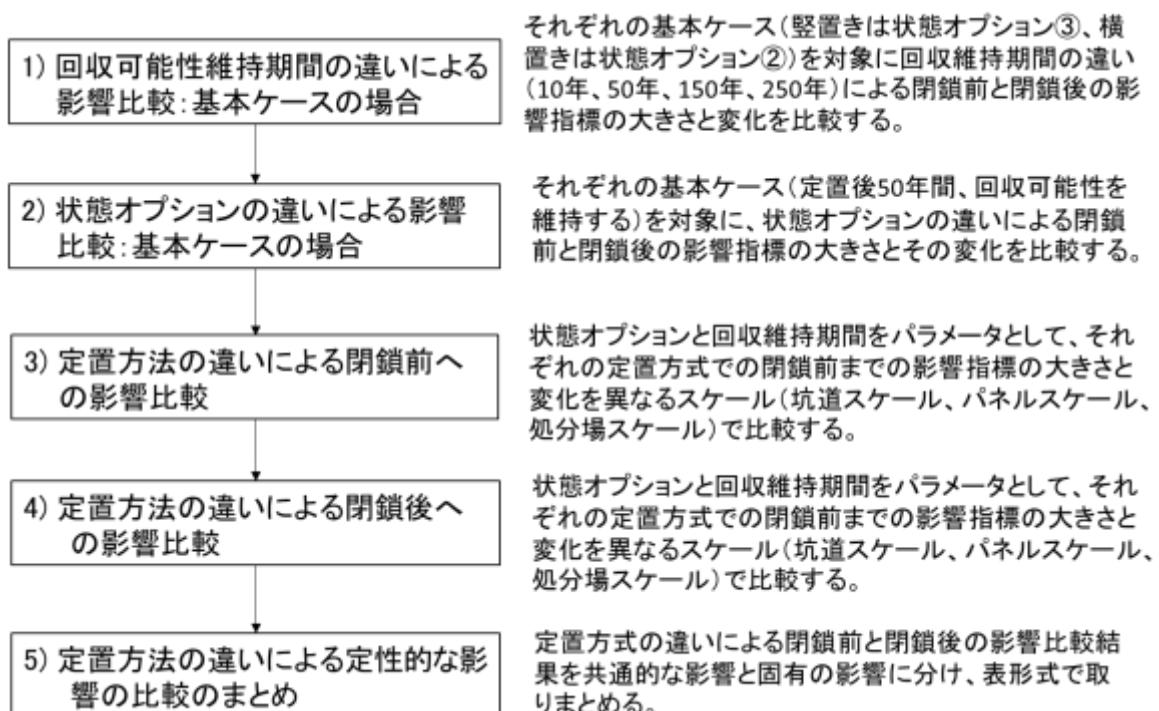 1) 回収可能性維持期間の違いによる
影響比較：基本ケースの場合
それぞれの基本ケース（竪置きは状態オプション③、横
置きは状態オプション②）を対象に回収維持期間の違い
（10年、50年、150年、250年）による閉鎖前と閉鎖後の影
響指標の大きさと変化を比較する。
2) 状態オプションの違いによる影響
比較：基本ケースの場合
それぞれの基本ケース（定置後50年間、回収可能性を
維持する）を対象に、状態オプションの違いによる閉鎖
前と閉鎖後の影響指標の大きさとその変化を比較する。
3) 定置方法の違いによる閉鎖前へ
の影響比較
状態オプションと回収維持期間をパラメータとして、それ
ぞれの定置方式での閉鎖前までの影響指標の大きさと
変化を異なるスケール（坑道スケール、パネルスケール、
処分場スケール）で比較する。
4) 定置方法の違いによる閉鎖後へ
の影響比較
状態オプションと回収維持期間をパラメータとして、それ
ぞれの定置方式での閉鎖前までの影響指標の大きさと
変化を異なるスケール（坑道スケール、パネルスケール、
処分場スケール）で比較する。
5) 定置方法の違いによる定性的な影
響の比較のまとめ
定置方式の違いによる閉鎖前と閉鎖後の影響比較結
果を共通的な影響と固有の影響に分け、表形式で取
りまとめる。